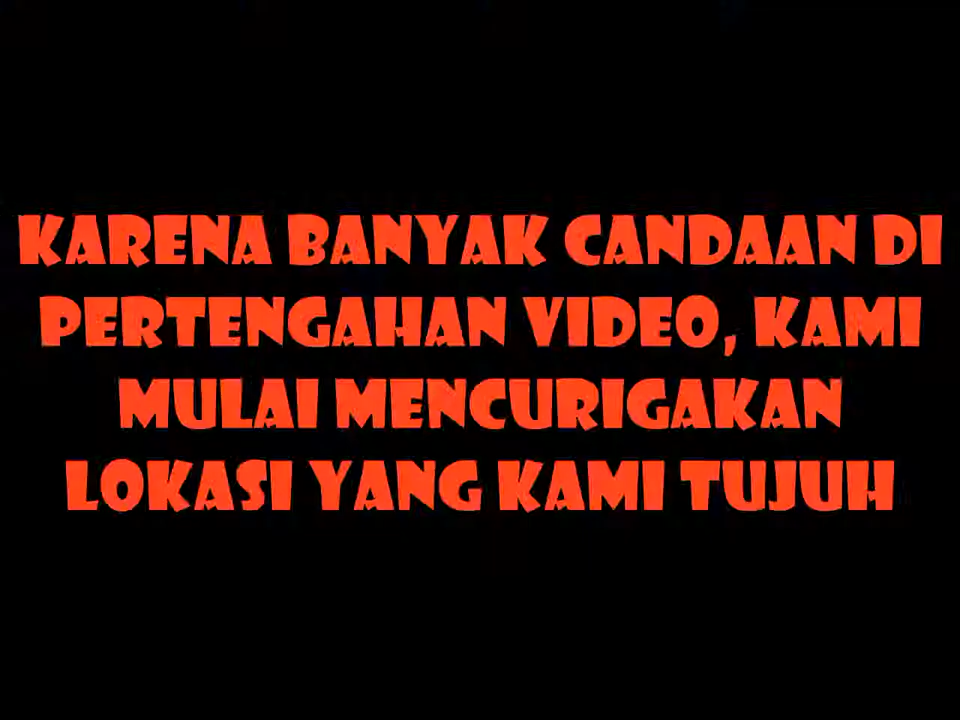 KARENA BANYAK CANDAAN DI
PERTENGAHAN VIDEO, KAMI
MULAI MENCURIGAKAN
LOKASI YANG KAMI TUJUH